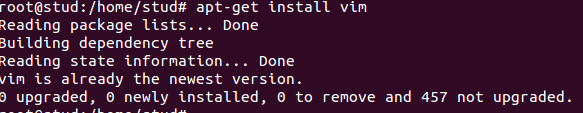 root@stud:/home/stud# apt-get install vim
Reading package lists... Done
Building dependency tree
Reading state information... Done
vim is already the newest version.
0 upgraded, 0 newly installed, 0 to remove and 457 not upgraded.
root@stud:/home/stud#